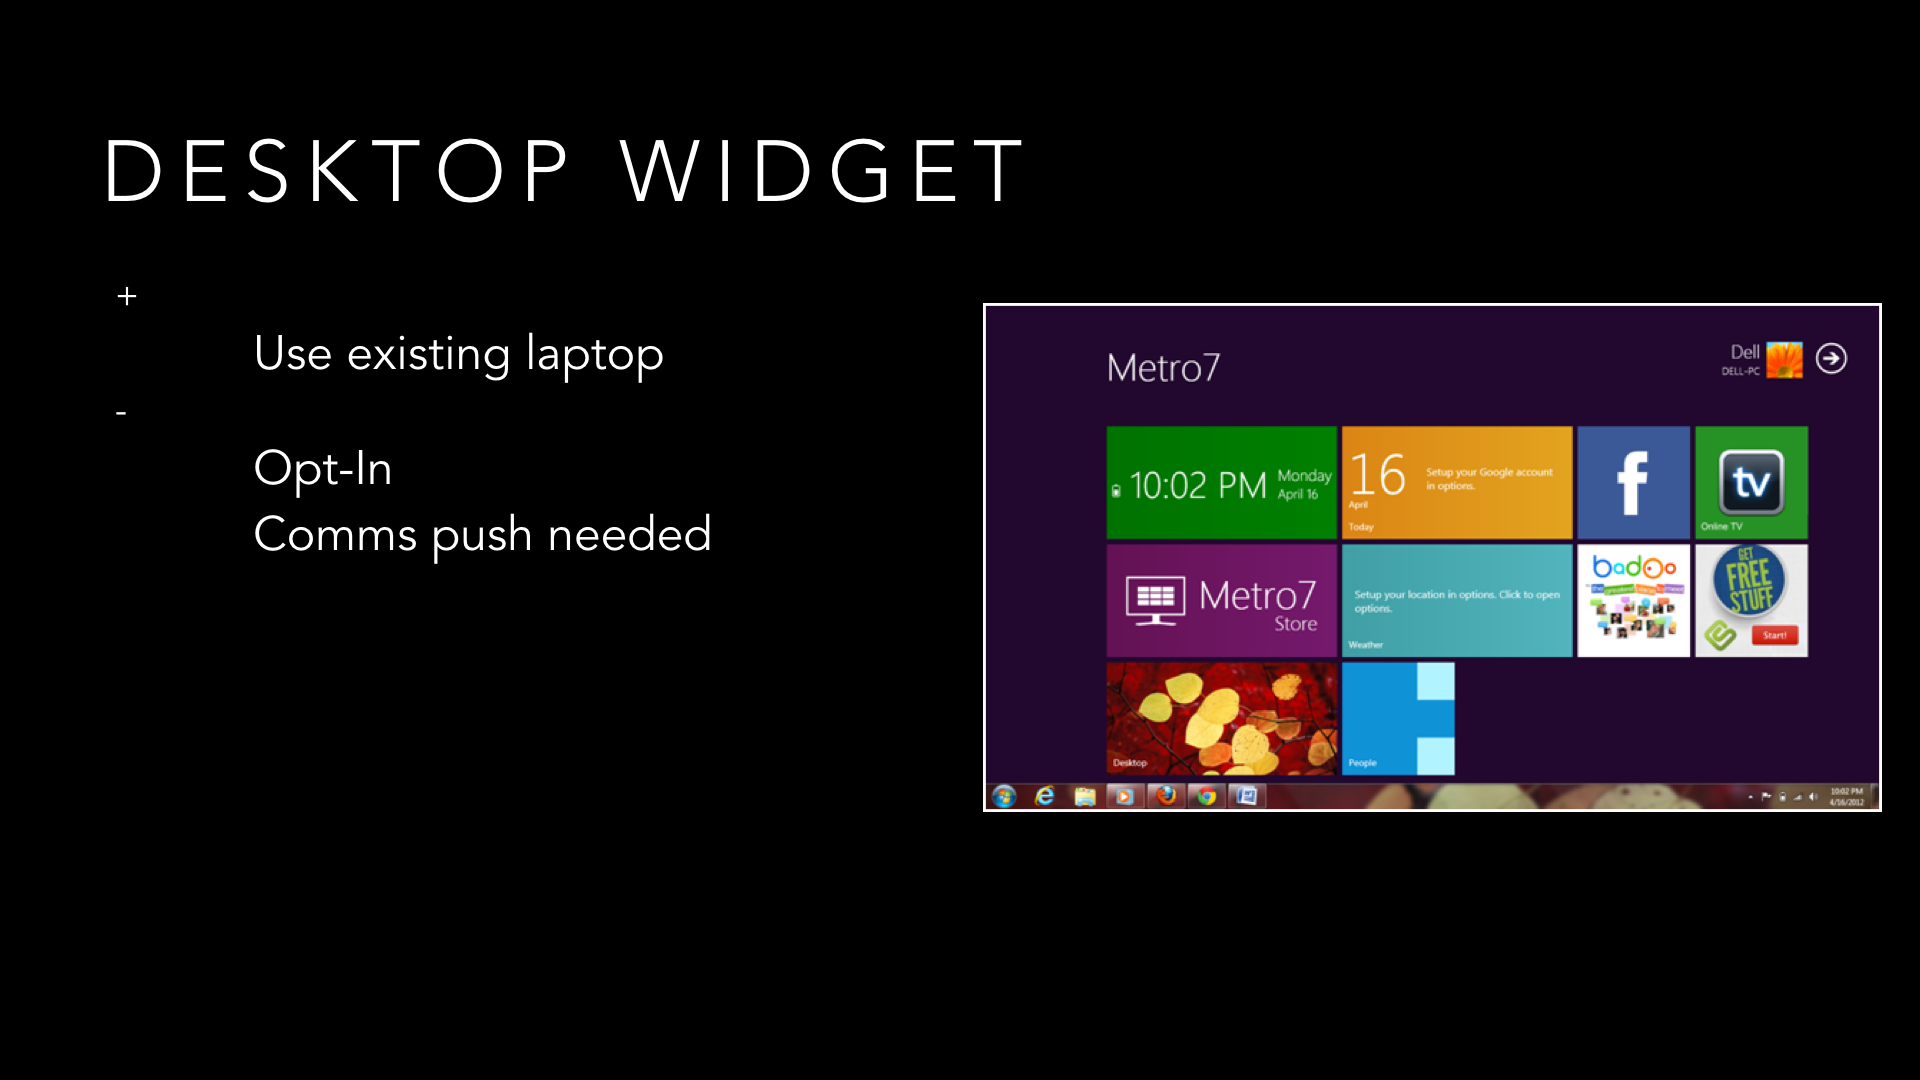 DESKTOP WIDGET
+
Use existing laptop
-
Opt-In
Comms push needed
Metro7
Dell
DELL-PC
10:02 PM
Monday
April 16
16
April
Today
Setup your Google account
in options.
f
tv
Online TV
Metro7
Store
Setup your location in options. Click to open
options.
Weather
badoo
GET
FREE
STUFF
Start!
Desktop
People
10:02 PM
4/16/2012